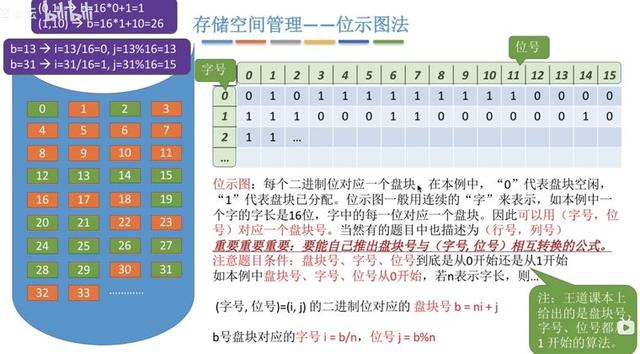 bilibili
(0, 1) → b=16*0+1=1
(1,10) → b=16*1+10=26
b=13 → i=13/16=0, j=13%16=13
b=31 → i=31/16=1, j=31%16=15
存储空间管理——位示图法
位号
字号
0 1 2 3 4 5 6 7 8 9 10 11 12 13 14 15
0 0 1 0 1 1 1 1 1 1 1 1 1 0 0 0 0
1 1 1 1 0 0 0 1 1 0 0 0 0 0 0 1 0
2 1 1 ...
...
0 1 2 3
4 5 6 7
8 9 10 11
12 13 14 15
16 17 18 19
20 21 22 23
24 25 26 27
28 29 30 31
32 33 …………
位示图:每个二进制位对应一个盘块。在本例中,“0”代表盘块空闲,
“1”代表盘块已分配。位示图一般用连续的“字”来表示,如本例中一
个字的字长是16位,字中的每一位对应一个盘块。因此可以用(字号,位
号)对应一个盘块号。当然有的题目中也描述为(行号,列号)
重要重要重要:要能自己推出盘块号与(字号,位号)相互转换的公式。
注意题目条件:盘块号、字号、位号到底是从0开始还是从1开始
如本例中盘块号、字号、位号从0开始,若n表示字长,则...
(字号, 位号)=(i, j) 的二进制位对应的 盘块号 b = ni + j
b号盘块对应的字号 i = b/n,位号 j = b%n
注:王道课本上
给出的是盘块号、
字号、位号都从
1 开始的算法。